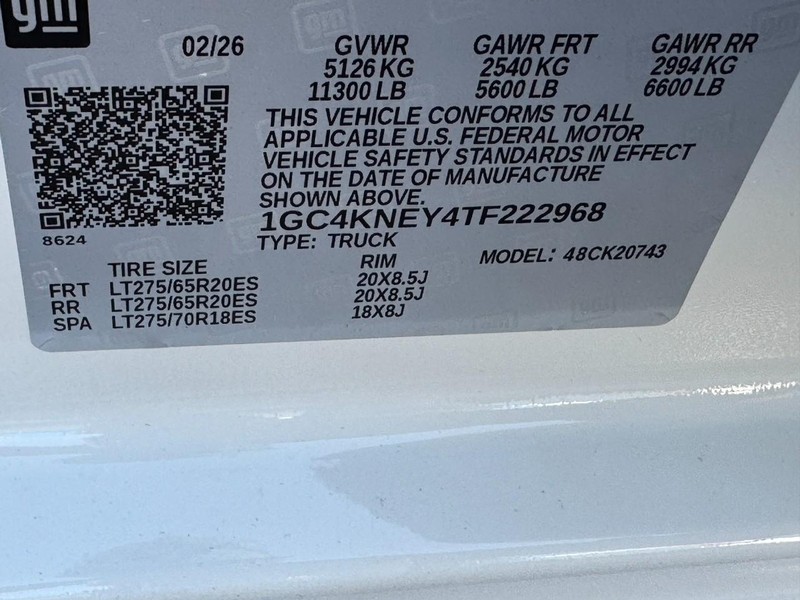 gm
02/26 GVWR GAWR FRT GAWR RR
5126 KG 2540 KG 2994 KG
11300 LB 5600 LB 6600 LB
THIS VEHICLE CONFORMS TO ALL
APPLICABLE U.S. FEDERAL MOTOR
VEHICLE SAFETY STANDARDS IN EFFECT
ON THE DATE OF MANUFACTURE
SHOWN ABOVE.
1GC4KNEY4TF222968
8624
TYPE: TRUCK MODEL: 48CK20743
TIRE SIZE RIM
FRT LT275/65R20ES 20X8.5J
RR LT275/65R20ES 20X8.5J
SPA LT275/70R18ES 18X8J